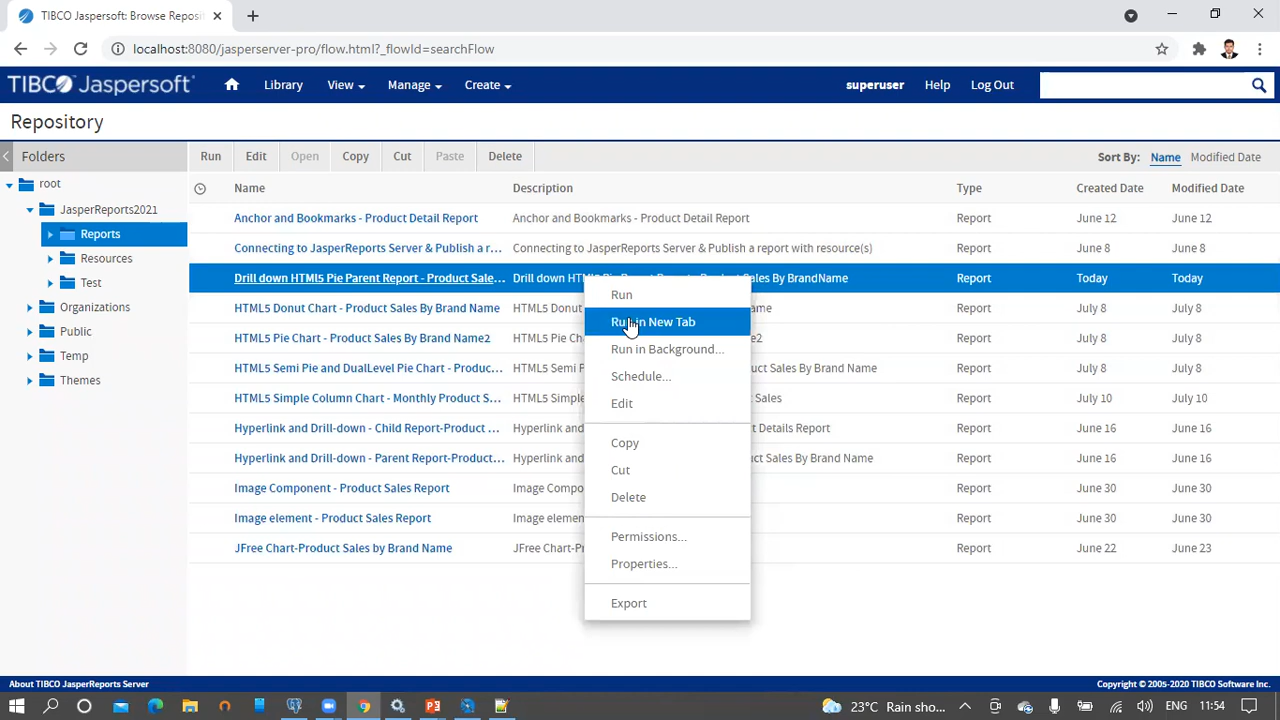 TIBCO Jaspersoft: Browse Reposi
localhost:8080/jasperserver-pro/flow.html?_flowId=searchFlow
TIBCO Jaspersoft® Library View Manage Create superuser Help Log Out
Repository
Folders Run Edit Open Copy Cut Paste Delete Sort By: Name Modified Date
Name Description Type Created Date Modified Date
root
JasperReports2021
Reports
Resources
Test
Organizations
Public
Temp
Themes
Anchor and Bookmarks - Product Detail Report Anchor and Bookmarks - Product Detail Report Report June 12 June 12
Connecting to JasperReports Server & Publish a r... Connecting to JasperReports Server & Publish a report with resource(s) Report June 8 June 8
Drill down HTML5 Pie Parent Report - Product Sale... Drill down HTML5 Pie Parent Report - Product Sales By BrandName Report Today Today
HTML5 Donut Chart - Product Sales By Brand Name HTML5 Donut ame Report July 8 July 8
HTML5 Pie Chart - Product Sales By Brand Name2 HTML5 Pie Ch me2 Report July 8 July 8
HTML5 Semi Pie and DualLevel Pie Chart - Produc... HTML5 Semi P uct Sales By Brand Name Report July 8 July 8
HTML5 Simple Column Chart - Monthly Product S... HTML5 Simple Sales Report July 10 July 10
Hyperlink and Drill-down - Child Report-Product ... Hyperlink and Details Report Report June 16 June 16
Hyperlink and Drill-down - Parent Report-Product... Hyperlink and uct Sales By Brand Name Report June 16 June 16
Image Component - Product Sales Report Image Compo Report June 30 June 30
Image element - Product Sales Report Image elemen Report June 30 June 30
JFree Chart-Product Sales by Brand Name JFree Chart-P Report June 22 June 23
Run
Run in New Tab
Run in Background...
Schedule...
Edit
Copy
Cut
Delete
Permissions...
Properties...
Export
About TIBCO JasperReports Server Copyright © 2005-2020 TIBCO Software Inc.
23°C Rain sho... ENG 11:54